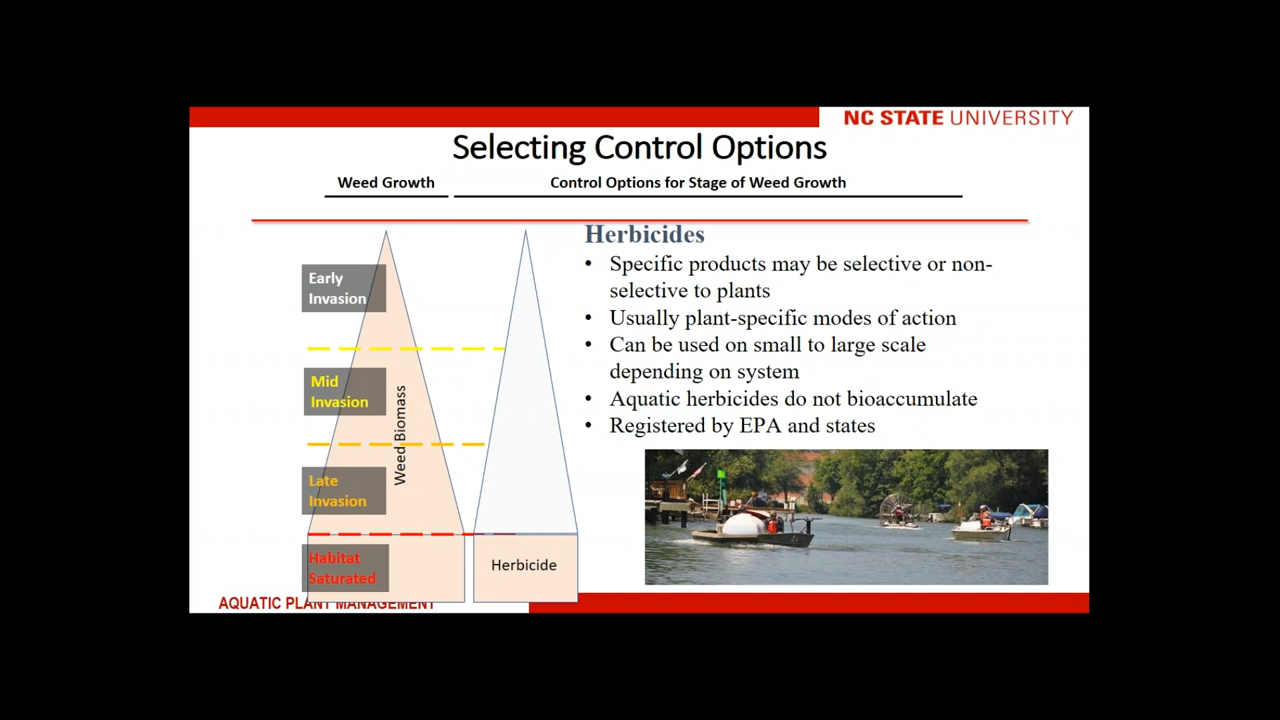 NC STATE UNIVERSITY
Selecting Control Options
Weed Growth
Control Options for Stage of Weed Growth
Herbicides
• Specific products may be selective or non-
selective to plants
• Usually plant-specific modes of action
• Can be used on small to large scale
depending on system
• Aquatic herbicides do not bioaccumulate
• Registered by EPA and states
Early
Invasion
Mid
Invasion
Late
Invasion
Habitat
Saturated
Weed Biomass
Herbicide
AQUATIC PLANT MANAGEMENT